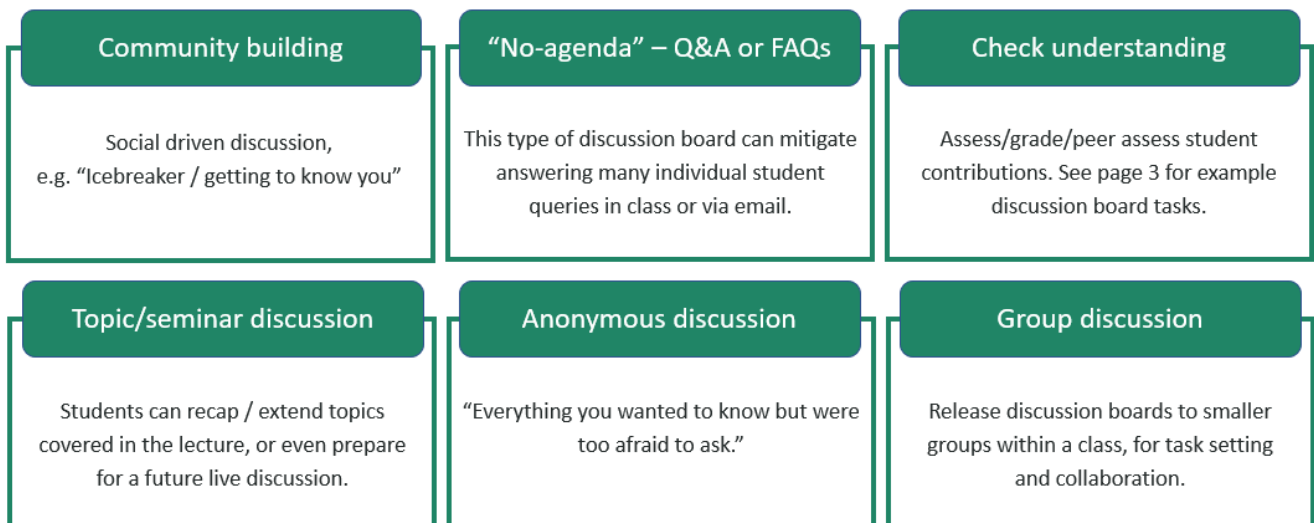 Community building
Social driven discussion,
e.g. “Icebreaker / getting to know you”
“No-agenda” – Q&A or FAQs
This type of discussion board can mitigate
answering many individual student
queries in class or via email.
Check understanding
Assess/grade/peer assess student
contributions. See page 3 for example
discussion board tasks.
Topic/seminar discussion
Students can recap / extend topics
covered in the lecture, or even prepare
for a future live discussion.
Anonymous discussion
“Everything you wanted to know but were
too afraid to ask.”
Group discussion
Release discussion boards to smaller
groups within a class, for task setting
and collaboration.